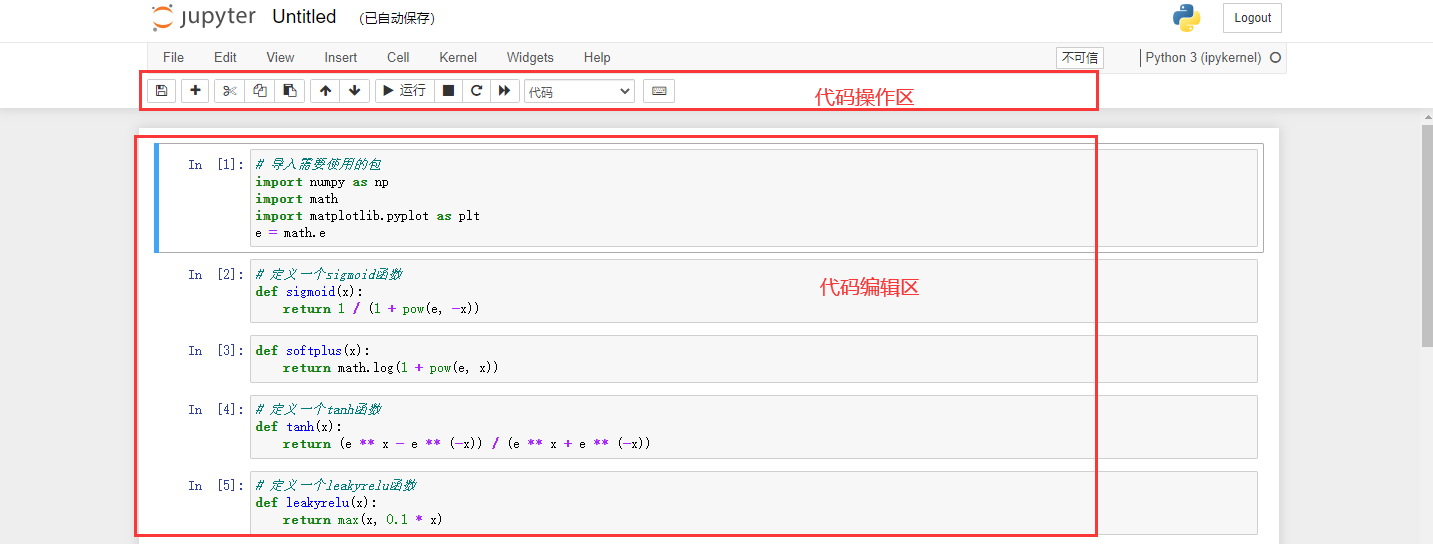 jupyter Untitled (已自动保存) Logout
File Edit View Insert Cell Kernel Widgets Help 不可信 Python 3 (ipykernel)
运行 代码 代码操作区
In [1]: # 导入需要使用的包
import numpy as np
import math
import matplotlib.pyplot as plt
e = math.e
In [2]: # 定义一个sigmoid函数
def sigmoid(x):
代码编辑区
return 1 / (1 + pow(e, -x))
In [3]: def softplus(x):
return math.log(1 + pow(e, x))
In [4]: # 定义一个tanh函数
def tanh(x):
return (e ** x - e ** (-x)) / (e ** x + e ** (-x))
In [5]: # 定义一个leakyrelu函数
def leakyrelu(x):
return max(x, 0.1 * x)